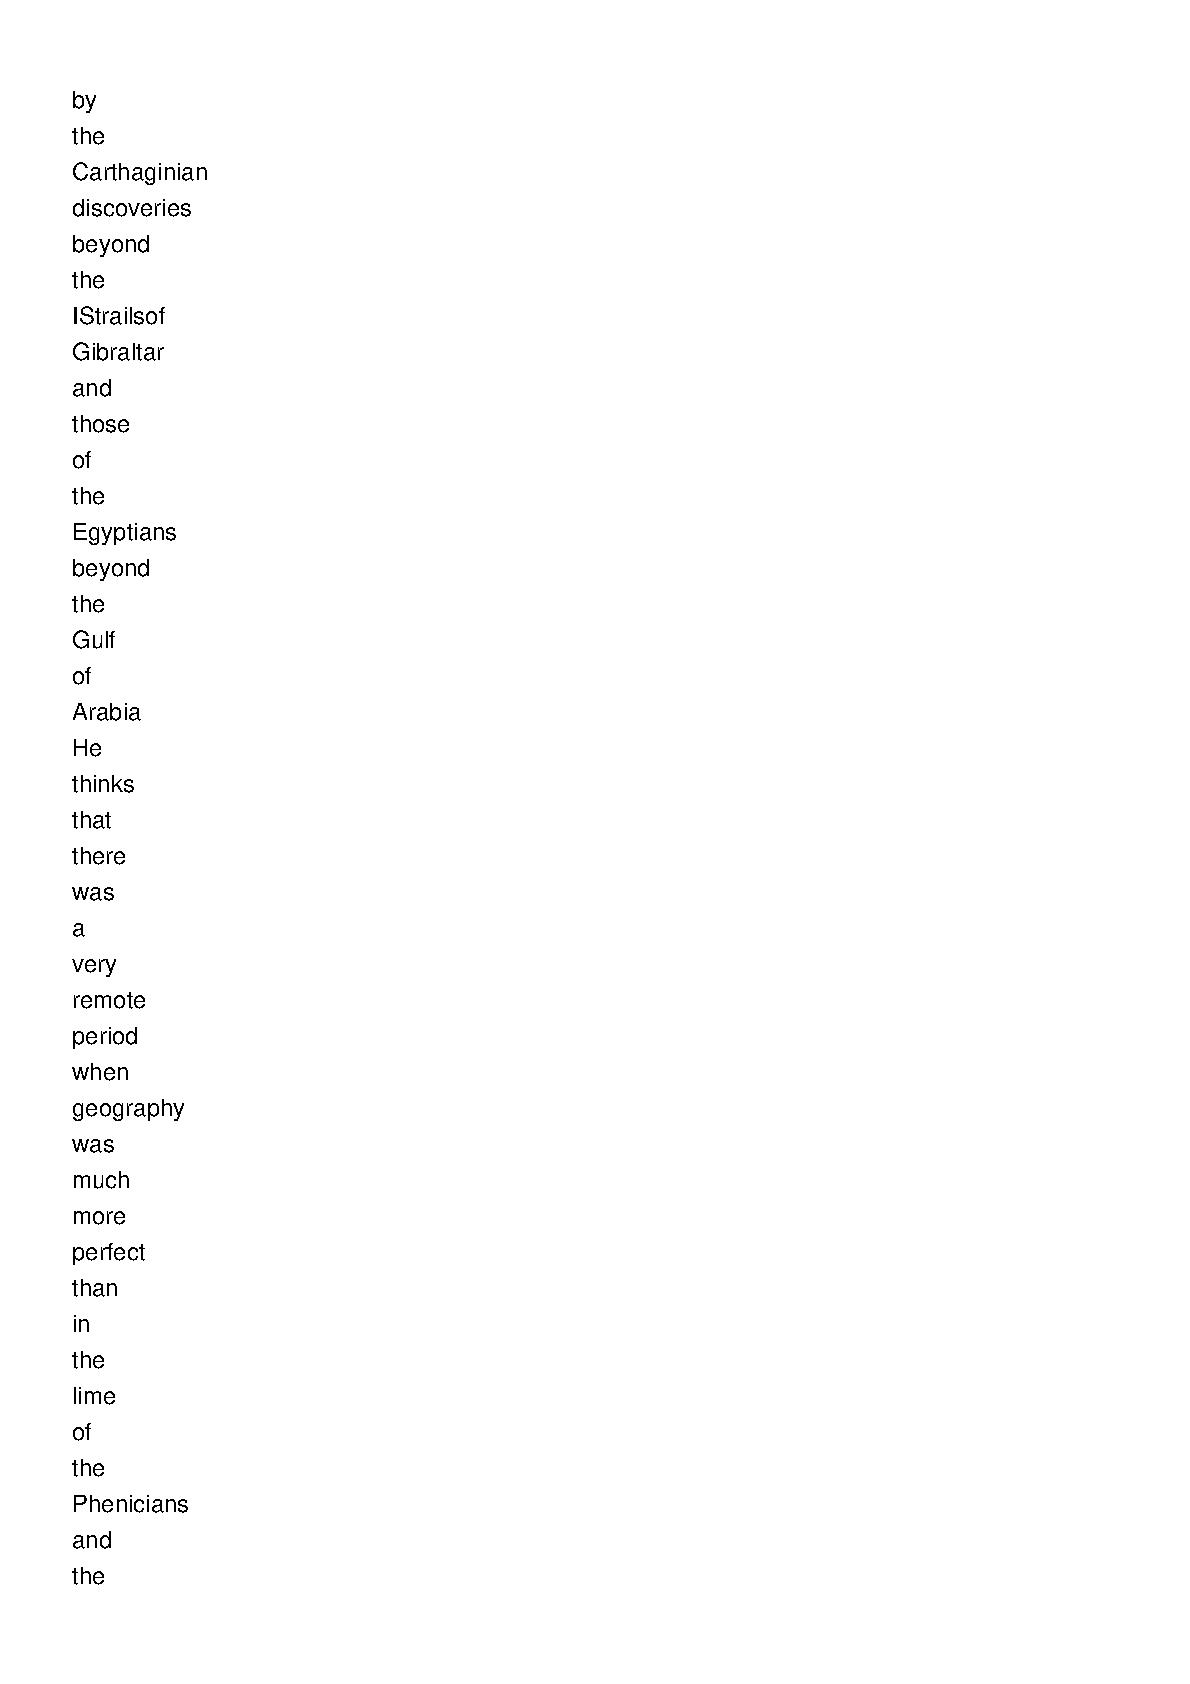 by
the
Carthaginian
discoveries
beyond
the
IStrailsof
Gibraltar
and
those
of
the
Egyptians
beyond
the
Gulf
of
Arabia
He
thinks
that
there
was
a
very
remote
period
when
geography
was
much
more
perfect
than
in
the
lime
of
the
Phenicians
and
the